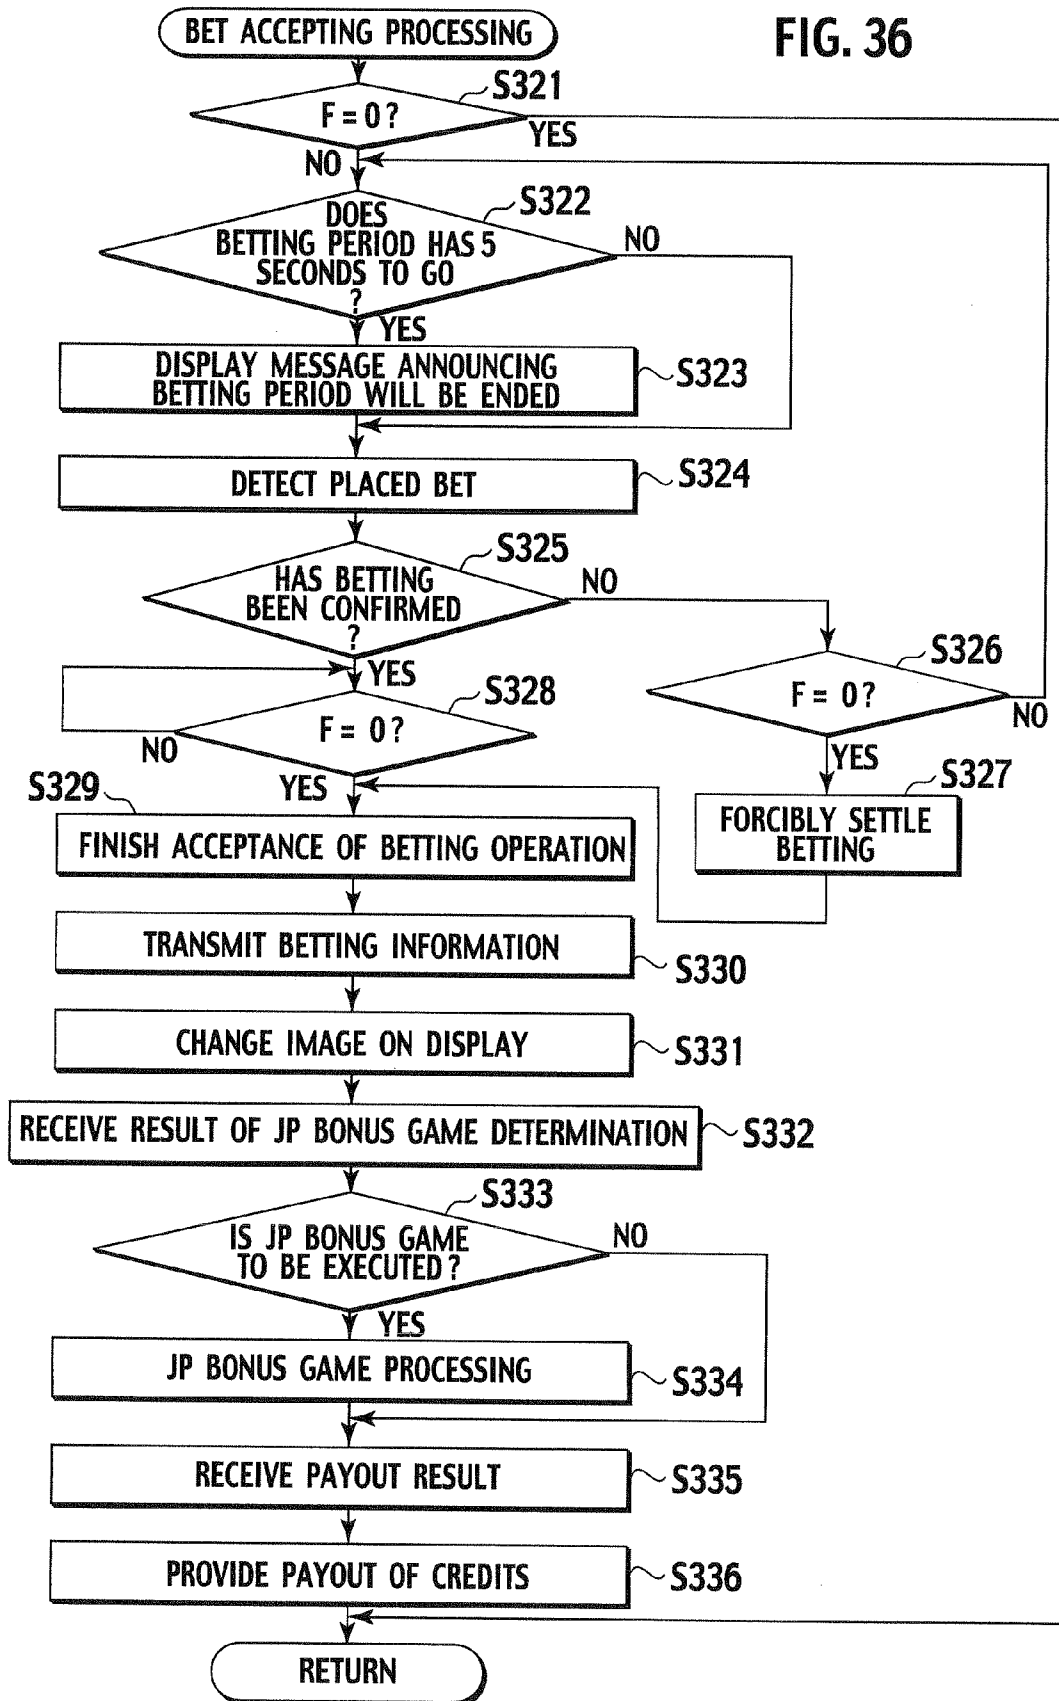 BET ACCEPTING PROCESSING
FIG. 36
S321
F = 0 ?
YES
NO
S322
DOES
BETTING PERIOD HAS 5
SECONDS TO GO
?
NO
YES
DISPLAY MESSAGE ANNOUNCING
BETTING PERIOD WILL BE ENDED
S323
DETECT PLACED BET
S324
S325
HAS BETTING
BEEN CONFIRMED
?
NO
YES
S326
F = 0 ?
NO
YES
S328
F = 0 ?
NO
YES
S327
FORCIBLY SETTLE
BETTING
S329
FINISH ACCEPTANCE OF BETTING OPERATION
TRANSMIT BETTING INFORMATION
S330
CHANGE IMAGE ON DISPLAY
S331
RECEIVE RESULT OF JP BONUS GAME DETERMINATION
S332
S333
IS JP BONUS GAME
TO BE EXECUTED ?
NO
YES
JP BONUS GAME PROCESSING
S334
RECEIVE PAYOUT RESULT
S335
PROVIDE PAYOUT OF CREDITS
S336
RETURN